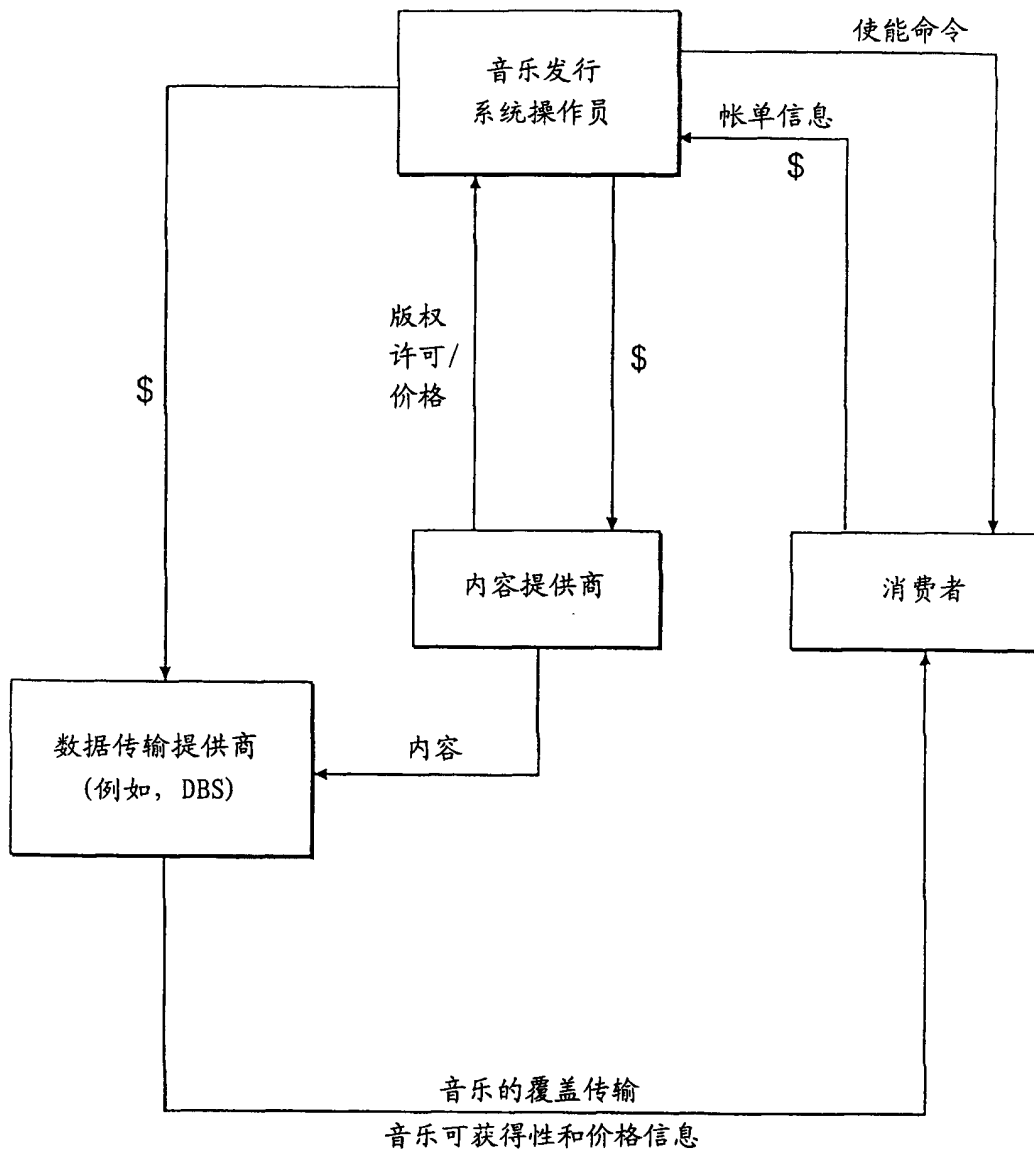 使能命令
音乐发行
系统操作员
帐单信息
$
版权
许可/
价格
$
$
内容提供商
消费者
数据传输提供商
(例如, DBS)
内容
音乐的覆盖传输
音乐可获得性和价格信息